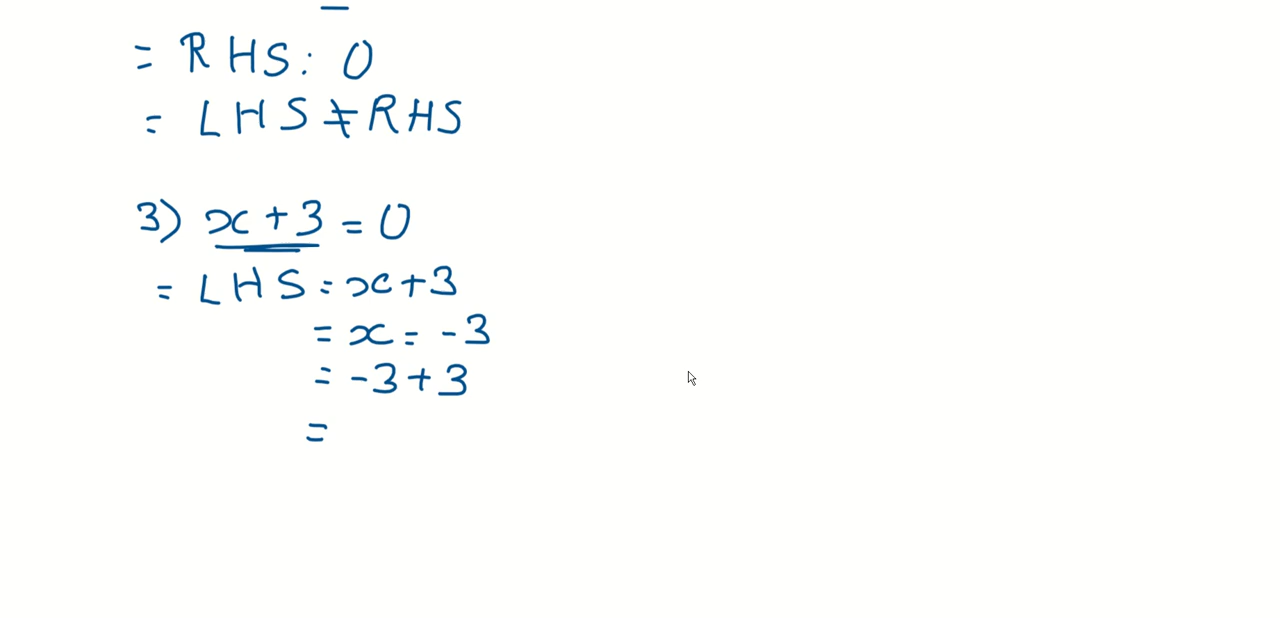 = RHS: 0
= LHS ≠ RHS
3) x + 3 = 0
= LHS = x + 3
= x = -3
= -3 + 3
=